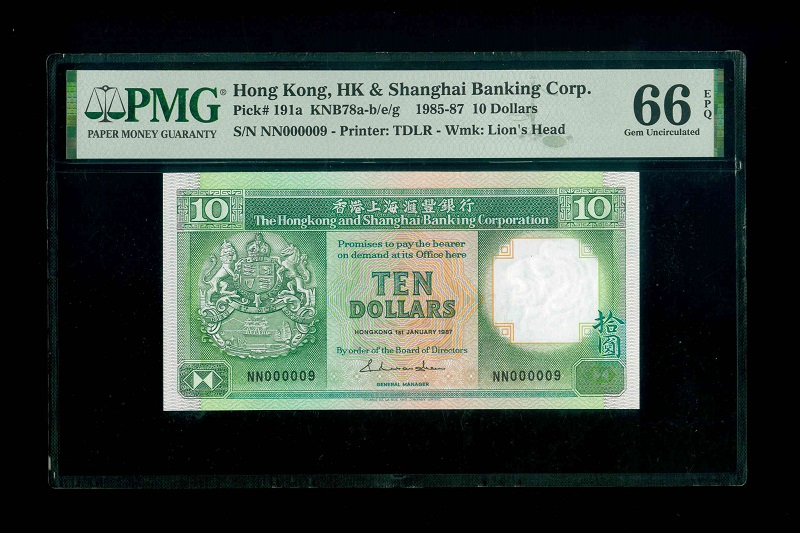 PMG®
PAPER MONEY GUARANTY
Hong Kong, HK & Shanghai Banking Corp.
Pick# 191a KNB78a-b/e/g 1985-87 10 Dollars
S/N NN000009 - Printer: TDLR - Wmk: Lion's Head
66 EPQ
Gem Uncirculated
10 香港上海滙豐銀行 10
The Hongkong and Shanghai Banking Corporation
Promises to pay the bearer
on demand at its Office here
TEN
DOLLARS
HONGKONG 1st JANUARY 1987
By order of the Board of Directors
拾圓
NN000009 NN000009
GENERAL MANAGER